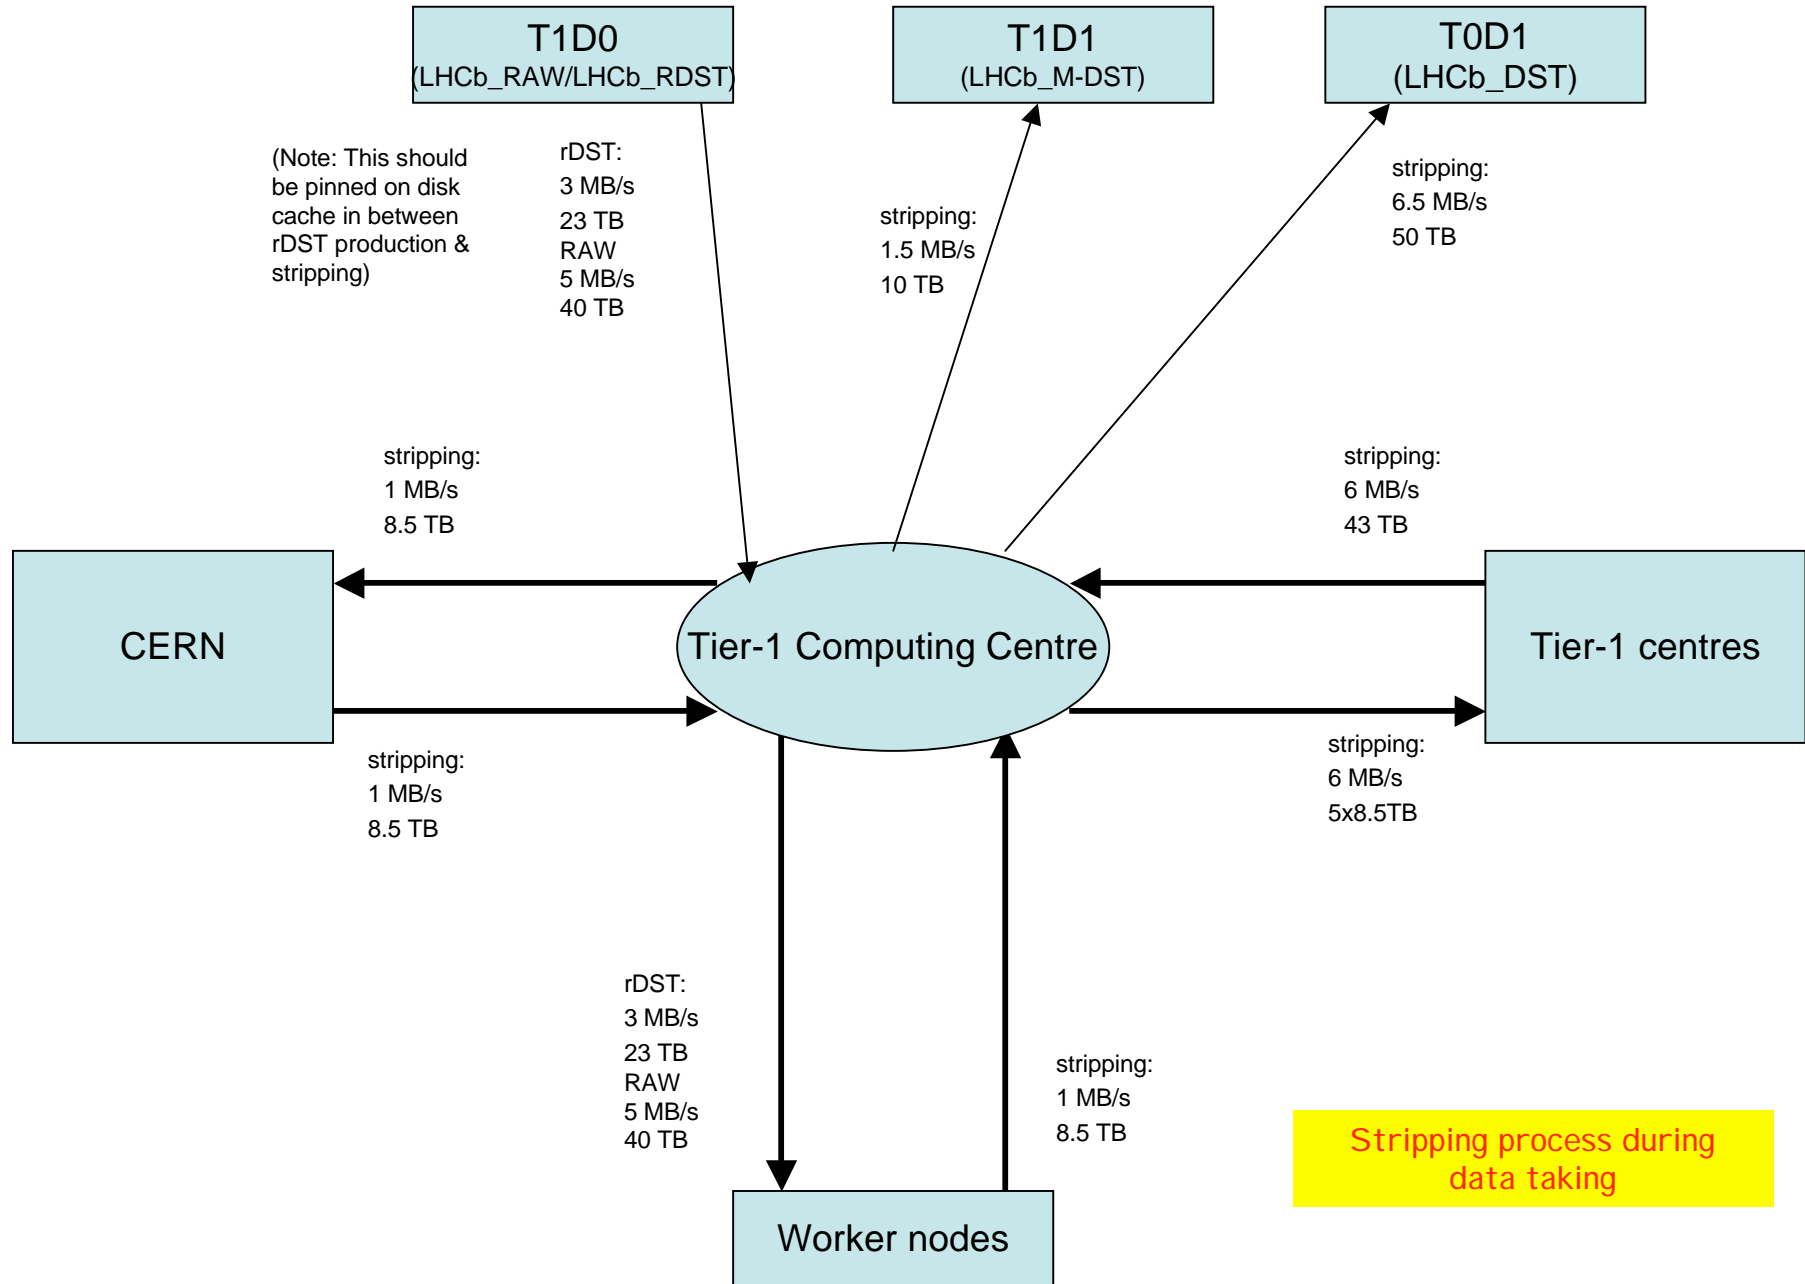 T1D0
(LHCb_RAW/LHCb_RDST)
T1D1
(LHCb_M-DST)
T0D1
(LHCb_DST)
(Note: This should
be pinned on disk
cache in between
rDST production &
stripping)
rDST:
3 MB/s
23 TB
RAW
5 MB/s
40 TB
stripping:
1.5 MB/s
10 TB
stripping:
6.5 MB/s
50 TB
stripping:
1 MB/s
8.5 TB
stripping:
6 MB/s
43 TB
CERN
Tier-1 Computing Centre
Tier-1 centres
stripping:
1 MB/s
8.5 TB
stripping:
6 MB/s
5x8.5TB
rDST:
3 MB/s
23 TB
RAW
5 MB/s
40 TB
stripping:
1 MB/s
8.5 TB
Stripping process during
data taking
Worker nodes